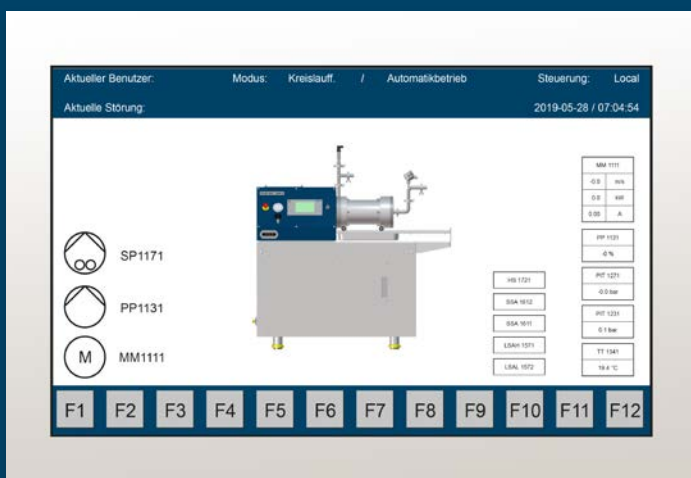 Aktueller Benutzer: Modus: Kreislauff. / Automatikbetrieb Steuerung: Local
Aktuelle Störung: 2019-05-28 / 07:04:54
MM 1111
-0.0 m/s
0.0 kW
0.00 A
PP 1131
-0 %
PIT 1271
-0.0 bar
PIT 1231
0.1 bar
TT 1341
19.4 °C
SP1171
PP1131
MM1111
M
HS 1721
SSA 1612
SSA 1611
LSAH 1571
LSAL 1572
F1 F2 F3 F4 F5 F6 F7 F8 F9 F10 F11 F12